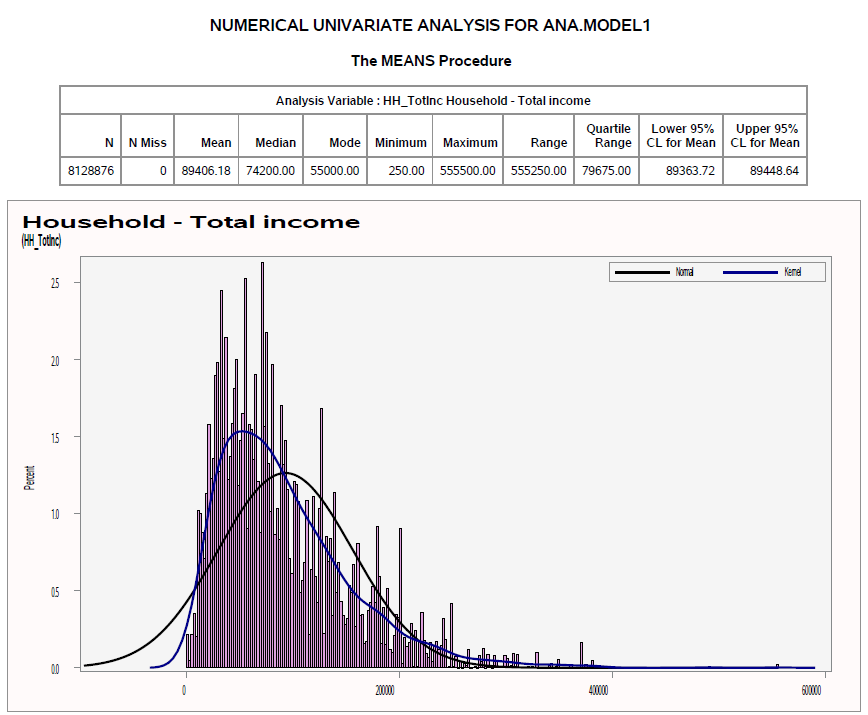 NUMERICAL UNIVARIATE ANALYSIS FOR ANA.MODEL1
The MEANS Procedure
Analysis Variable : HH_TotInc Household - Total income
N N Miss Mean Median Mode Minimum Maximum Range Quartile Range Lower 95% CL for Mean Upper 95% CL for Mean
8128876 0 89406.18 74200.00 55000.00 250.00 555500.00 555250.00 79675.00 89363.72 89448.64
Household - Total income
(HH_TotInc)
Normal Kernel
2.5
2.0
1.5
1.0
0.5
0.0
Percent
0 200000 400000 600000